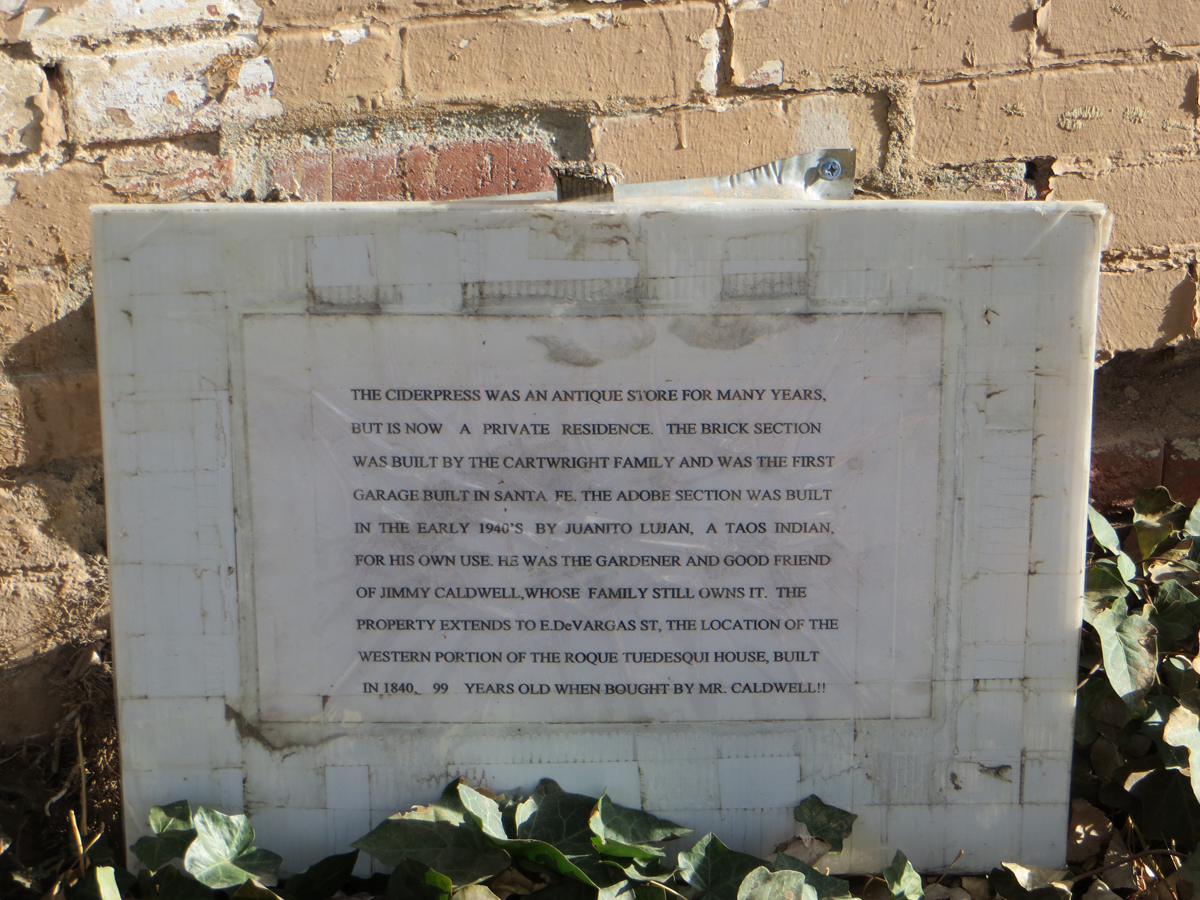 THE CIDERPRESS WAS AN ANTIQUE STORE FOR MANY YEARS,
BUT IS NOW A PRIVATE RESIDENCE. THE BRICK SECTION
WAS BUILT BY THE CARTWRIGHT FAMILY AND WAS THE FIRST
GARAGE BUILT IN SANTA FE. THE ADOBE SECTION WAS BUILT
IN THE EARLY 1940'S BY JUANITO LUJAN, A TAOS INDIAN,
FOR HIS OWN USE. HE WAS THE GARDENER AND GOOD FRIEND
OF JIMMY CALDWELL,WHOSE FAMILY STILL OWNS IT. THE
PROPERTY EXTENDS TO E.DeVARGAS ST, THE LOCATION OF THE
WESTERN PORTION OF THE ROQUE TUEDESQUI HOUSE, BUILT
IN 1840, 99 YEARS OLD WHEN BOUGHT BY MR. CALDWELL!!